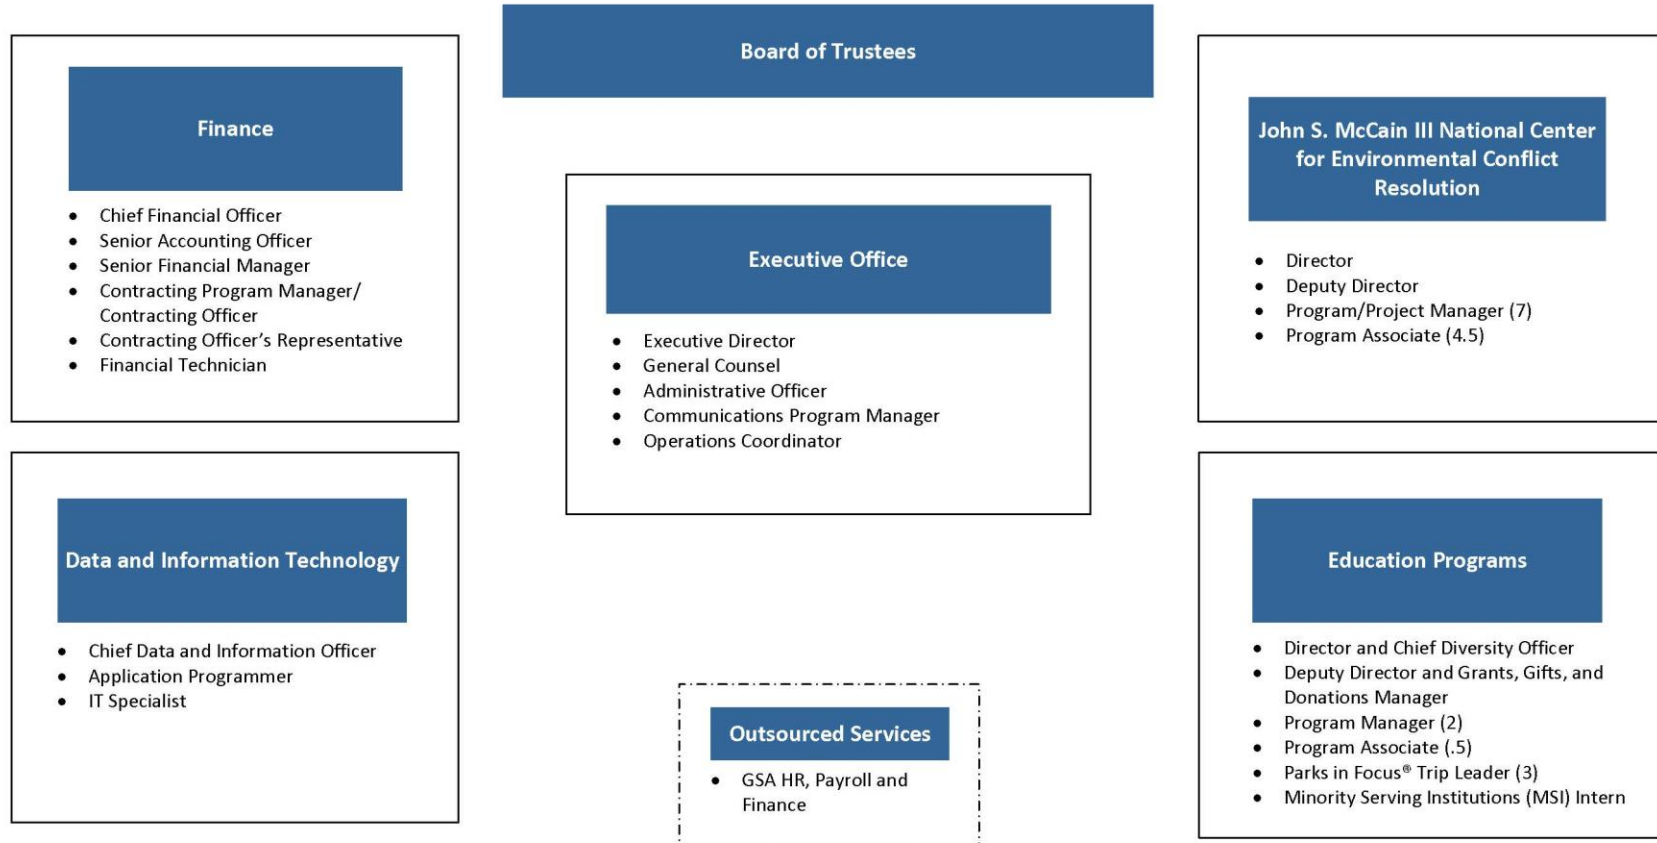 Board of Trustees
Finance
• Chief Financial Officer
• Senior Accounting Officer
• Senior Financial Manager
• Contracting Program Manager/
Contracting Officer
• Contracting Officer’s Representative
• Financial Technician
Executive Office
• Executive Director
• General Counsel
• Administrative Officer
• Communications Program Manager
• Operations Coordinator
John S. McCain III National Center
for Environmental Conflict
Resolution
• Director
• Deputy Director
• Program/Project Manager (7)
• Program Associate (4.5)
Data and Information Technology
• Chief Data and Information Officer
• Application Programmer
• IT Specialist
Outsourced Services
• GSA HR, Payroll and
Finance
Education Programs
• Director and Chief Diversity Officer
• Deputy Director and Grants, Gifts, and
Donations Manager
• Program Manager (2)
• Program Associate (.5)
• Parks in Focus® Trip Leader (3)
• Minority Serving Institutions (MSI) Intern